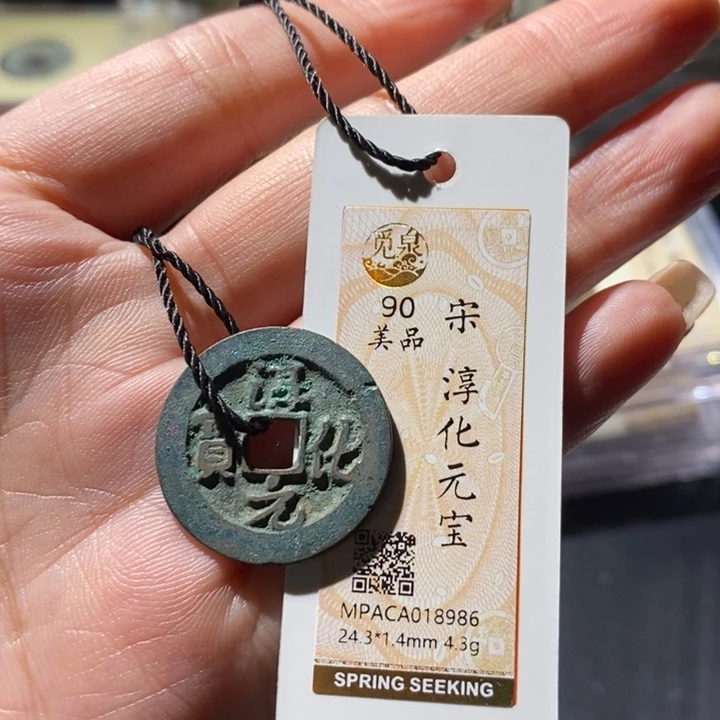 淳
化
元
寳
觅泉
90
美品
宋 淳化元宝
MPACA018986
24.3*1.4mm 4.3g
SPRING SEEKING